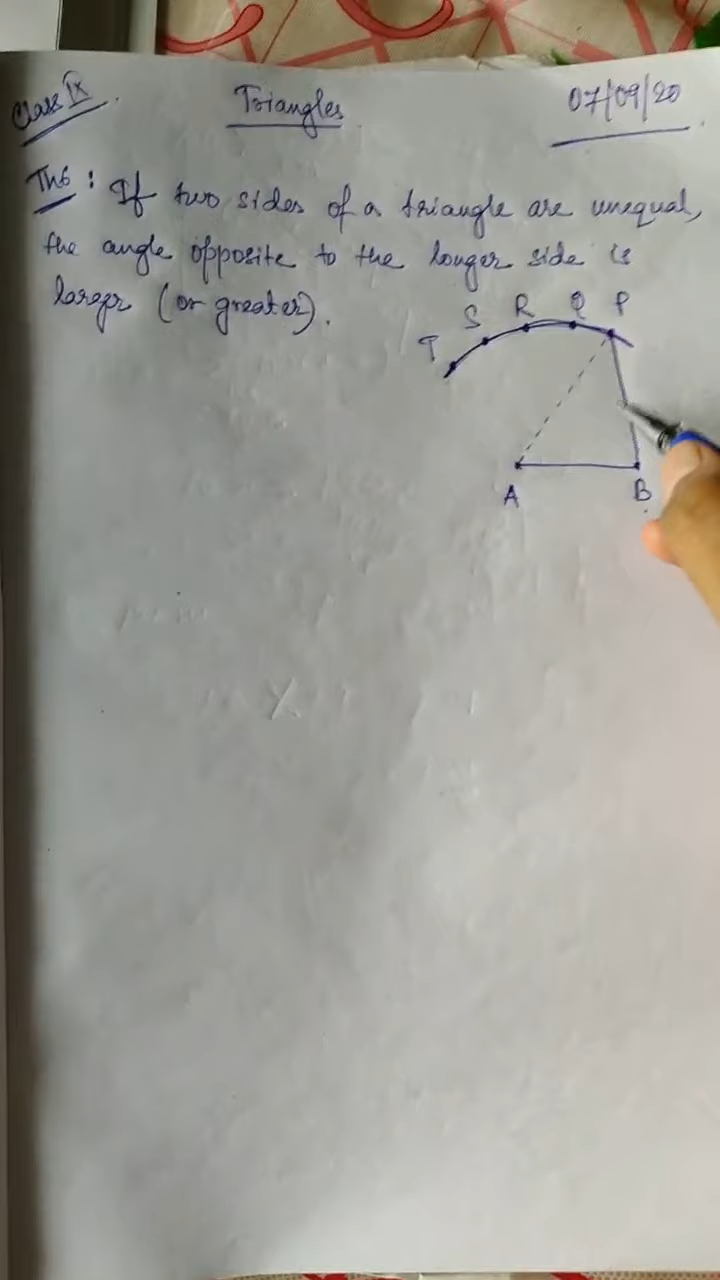 Class IX.
Triangles
07/09/20
Th6: If two sides of a triangle are unequal,
the angle opposite to the longer side is
larger (or greater).
T S R Q P
A B